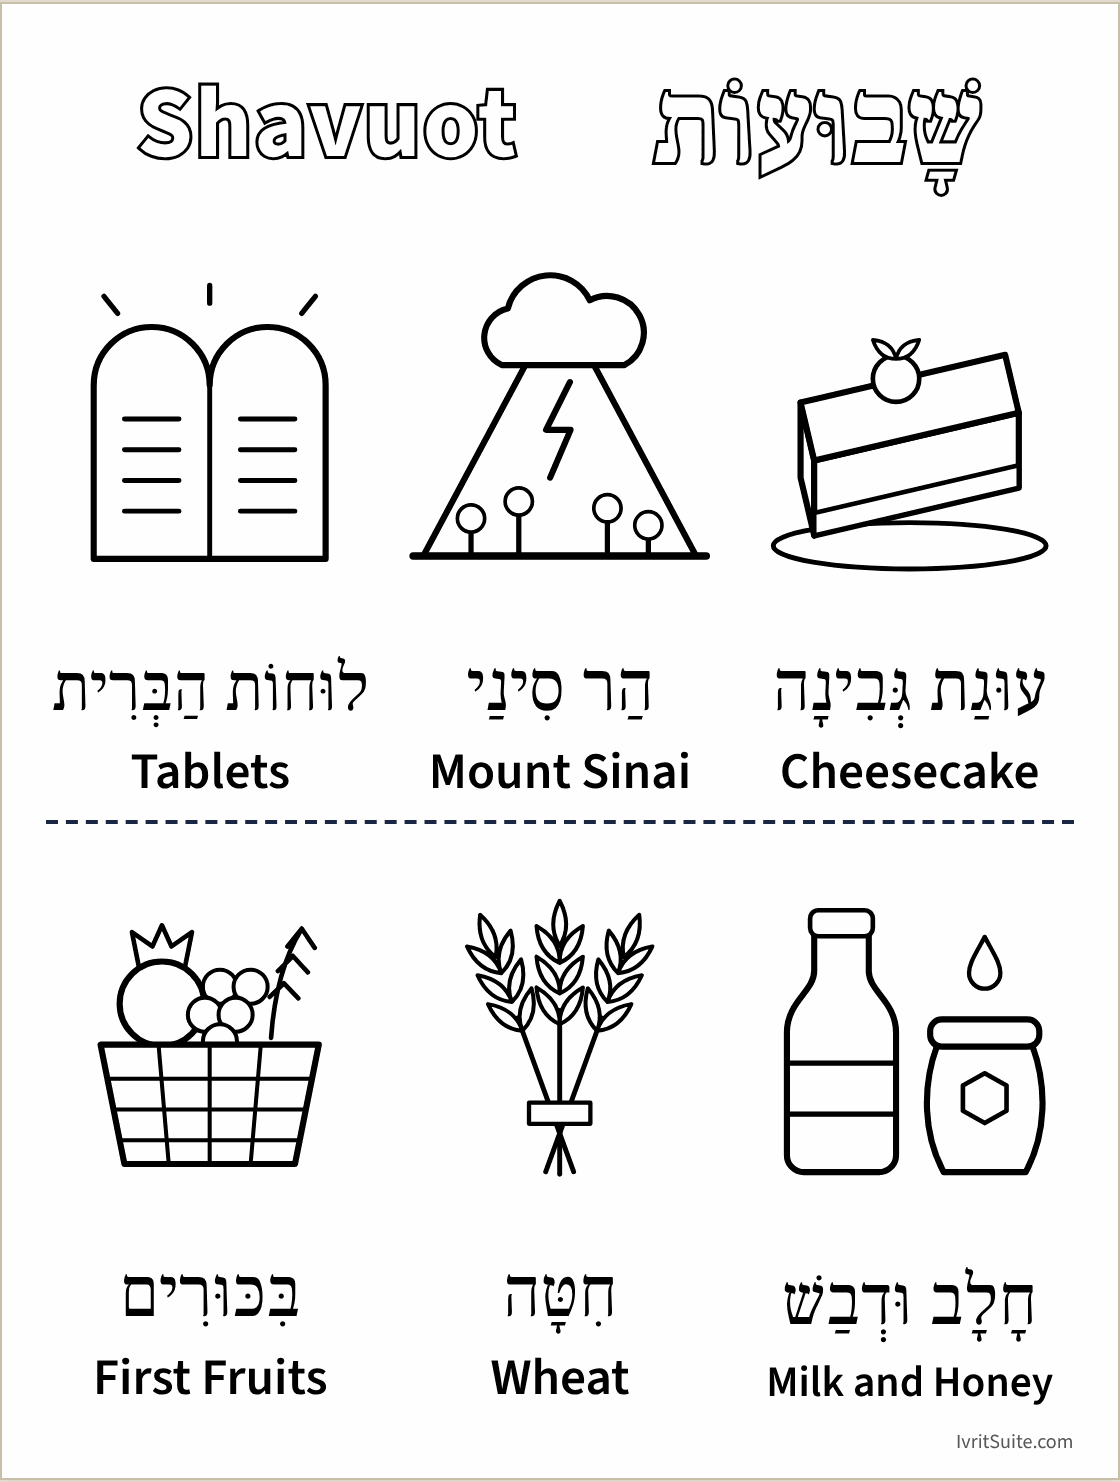 Shavuot שָׁבוּעוֹת
לוּחוֹת הַבְּרִית הַר סִינַי עוּגַת גְּבִינָה
Tablets Mount Sinai Cheesecake
בִּכּוּרִים חִטָּה חָלָב וּדְבַשׁ
First Fruits Wheat Milk and Honey
IvritSuite.com